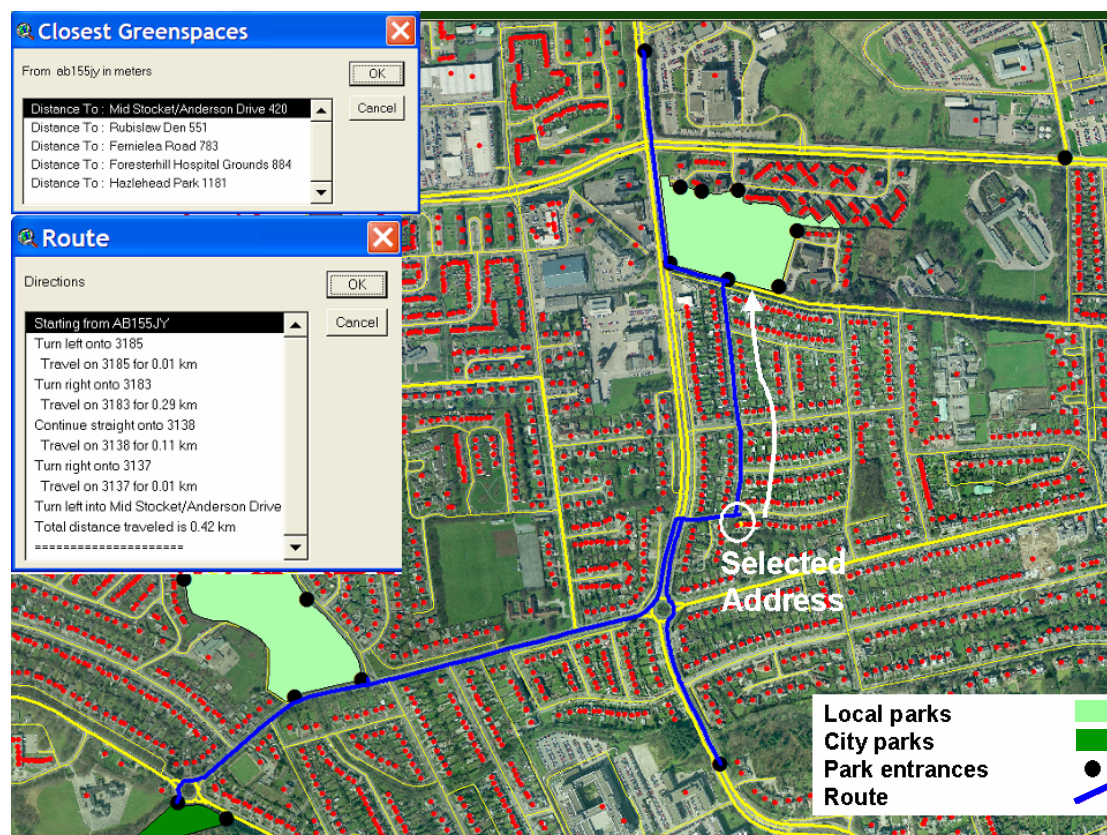 Closest Greenspaces
From ab155jy in meters
OK
Cancel
Distance To : Mid Stocket/Anderson Drive 420
Distance To : Rubislaw Den 551
Distance To : Fernielea Road 783
Distance To : Foresterhill Hospital Grounds 884
Distance To : Hazlehead Park 1181
Route
Directions
OK
Cancel
Starting from AB155JY
Turn left onto 3185
Travel on 3185 for 0.01 km
Turn right onto 3183
Travel on 3183 for 0.29 km
Continue straight onto 3138
Travel on 3138 for 0.11 km
Turn right onto 3137
Travel on 3137 for 0.01 km
Turn left into Mid Stocket/Anderson Drive
Total distance traveled is 0.42 km
=====================
Selected
Address
Local parks
City parks
Park entrances
Route